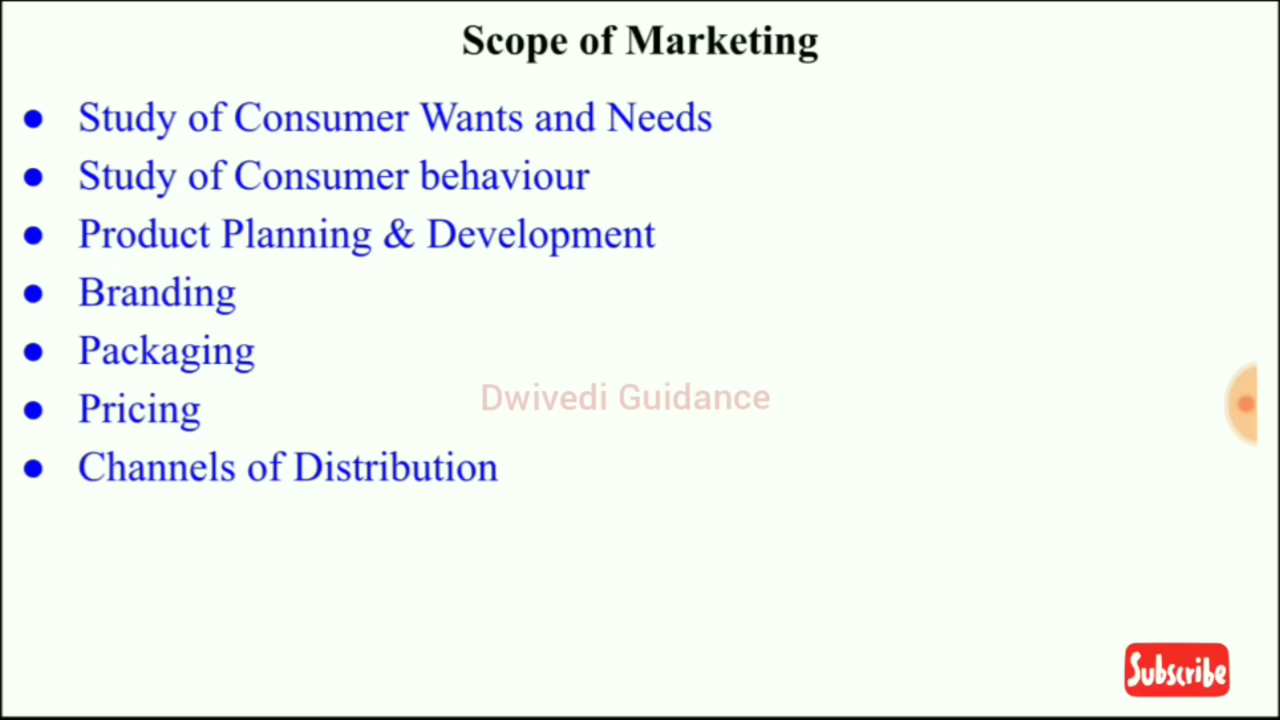 Scope of Marketing
● Study of Consumer Wants and Needs
● Study of Consumer behaviour
● Product Planning & Development
● Branding
● Packaging
● Pricing
● Channels of Distribution
Dwivedi Guidance
Subscribe